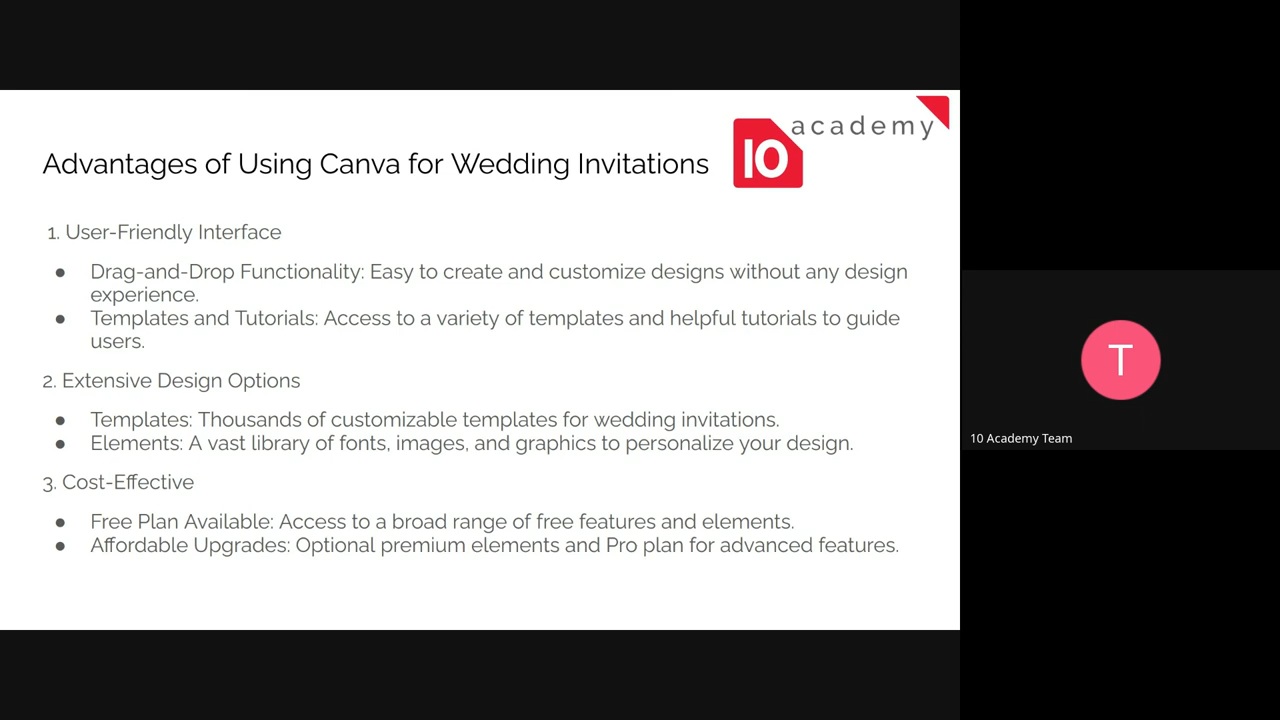 10 academy
Advantages of Using Canva for Wedding Invitations
1. User-Friendly Interface
● Drag-and-Drop Functionality: Easy to create and customize designs without any design
experience.
● Templates and Tutorials: Access to a variety of templates and helpful tutorials to guide
users.
2. Extensive Design Options
● Templates: Thousands of customizable templates for wedding invitations.
● Elements: A vast library of fonts, images, and graphics to personalize your design.
3. Cost-Effective
● Free Plan Available: Access to a broad range of free features and elements.
● Affordable Upgrades: Optional premium elements and Pro plan for advanced features.
T
10 Academy Team